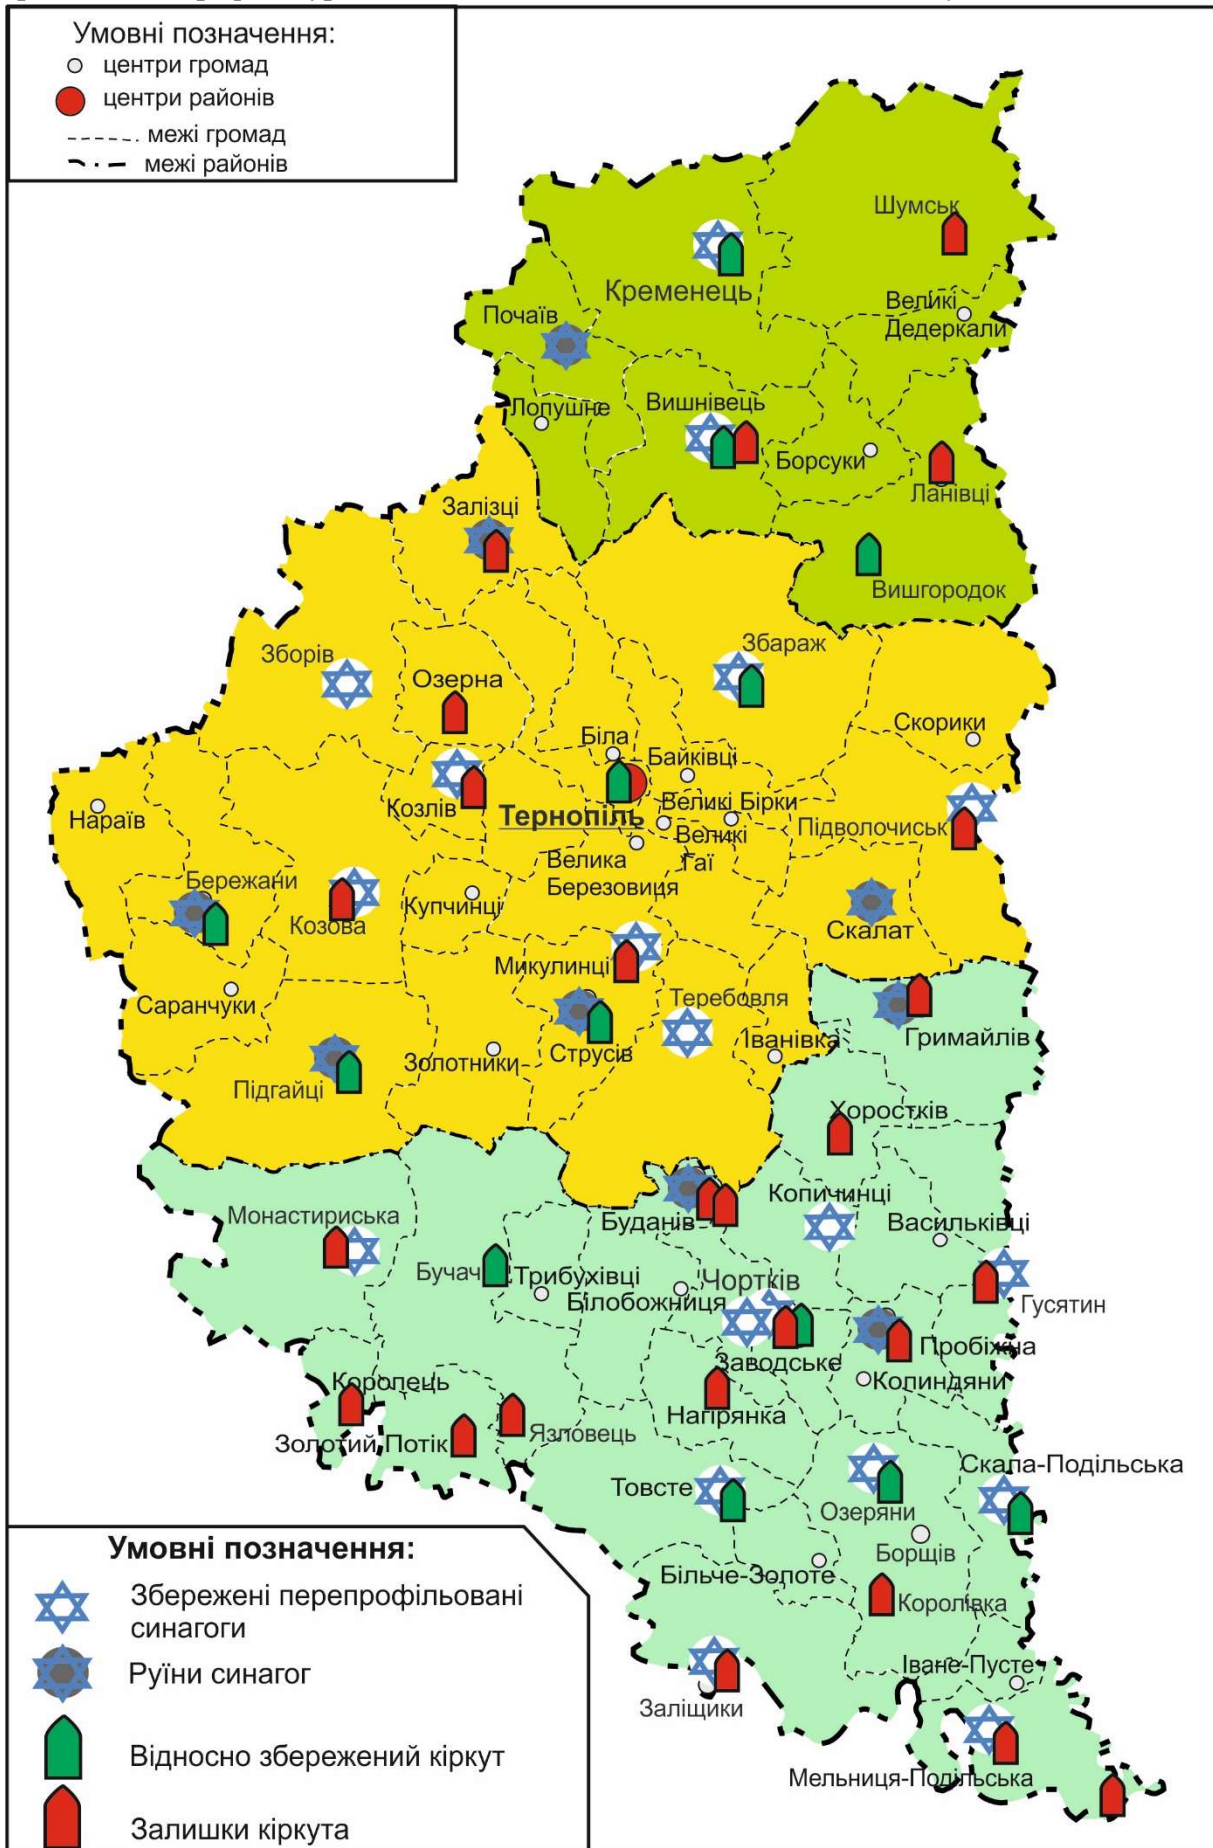 Умовні позначення:
центри громад
центри районів
межі громад
межі районів
Шумськ
Кременець
Великі
Дедеркали
Почаїв
Лопушне
Вишнівець
Борсуки
Ланівці
Залізці
Вишгородок
Зборів
Озерна
Збараж
Скорики
Біла
Байківці
Нараїв
Козлів
Тернопіль
Великі Бірки
Підволочиськ
Великі
Гаї
Велика
Березовиця
Бережани
Козова
Купчинці
Скалат
Микулинці
Саранчуки
Теребовля
Струсів
Іванівка
Гримайлів
Золотники
Підгайці
Хоростків
Монастириська
Буданів
Копичинці
Васильківці
Бучач
Трибухівці
Білобожниця
Чортків
Гусятин
Заводське
Пробіжна
Колиндяни
Королець
Нагірянка
Золотий Потік
Язловець
Товсте
Озеряни
Скала-Подільська
Борщів
Більче-Золоте
Королівка
Іване-Пусте
Заліщики
Мельниця-Подільська
Умовні позначення:
Збережені перепрофільовані
синагоги
Руїни синагог
Відносно збережений кіркут
Залишки кіркута